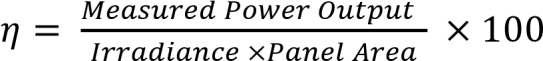 η = Measured Power Output / Irradiance ×Panel Area × 100